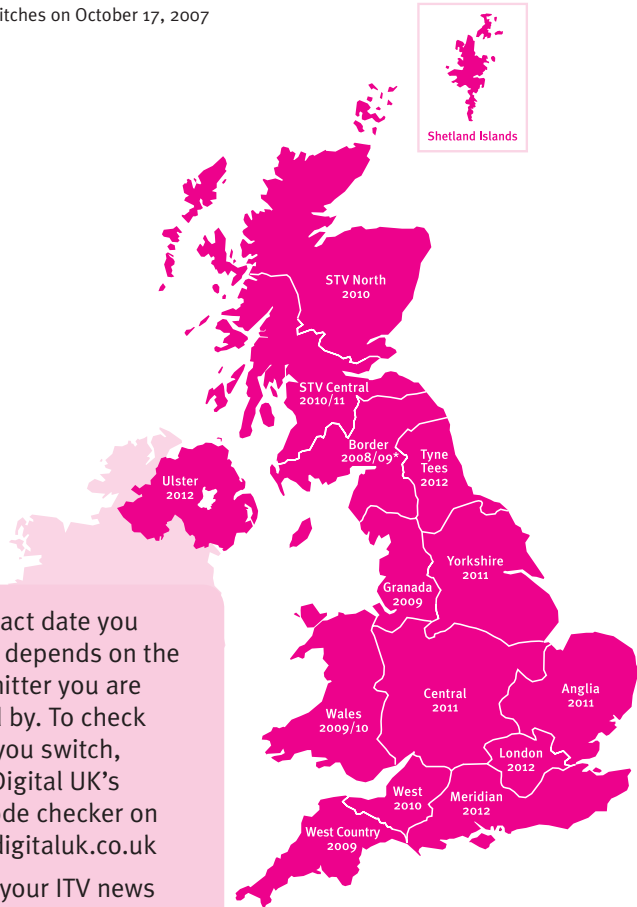 itches on October 17, 2007
Shetland Islands
STV North
2010
STV Central
2010/11
Border
2008/09*
Tyne
Tees
2012
Ulster
2012
Yorkshire
2011
Granada
2009
Central
2011
Anglia
2011
Wales
2009/10
London
2012
West
2010
Meridian
2012
West Country
2009
act date you
depends on the
mitter you are
d by. To check
you switch,
Digital UK’s
ode checker on
digitaluk.co.uk
your ITV news